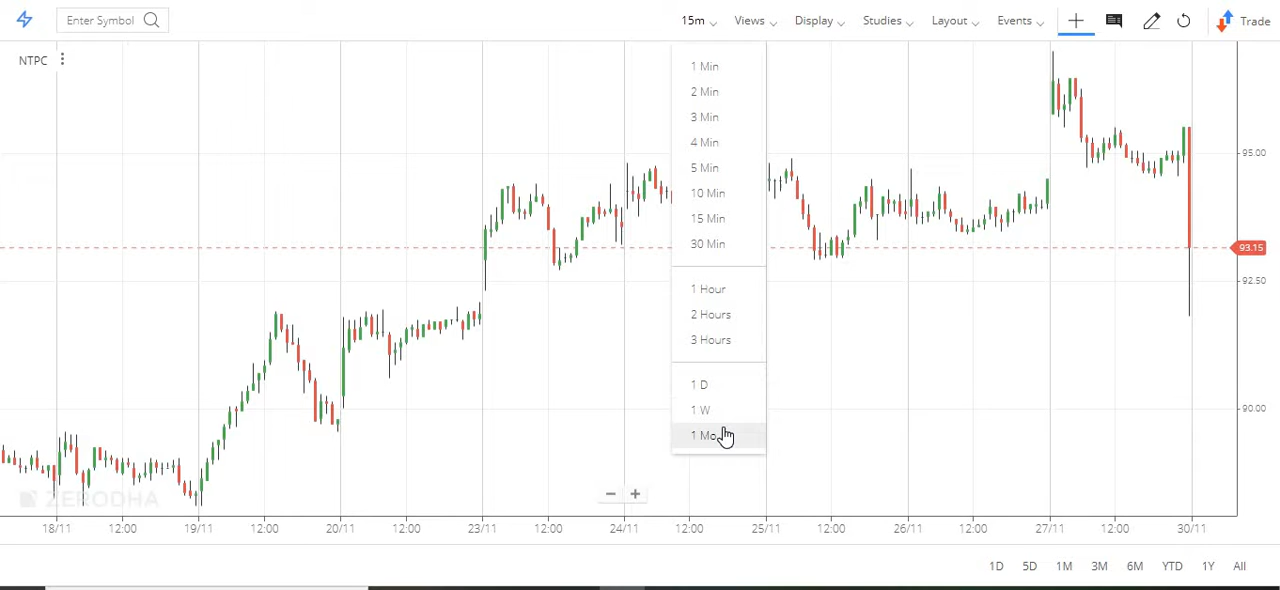 Enter Symbol
15m
Views
Display
Studies
Layout
Events
Trade
NTPC
1 Min
2 Min
3 Min
4 Min
5 Min
10 Min
15 Min
30 Min
1 Hour
2 Hours
3 Hours
1 D
1 W
1 Mo
95.00
93.15
92.50
90.00
ZERODHA
18/11 12:00 19/11 12:00 20/11 12:00 23/11 12:00 24/11 12:00 25/11 12:00 26/11 12:00 27/11 12:00 30/11
1D 5D 1M 3M 6M YTD 1Y All